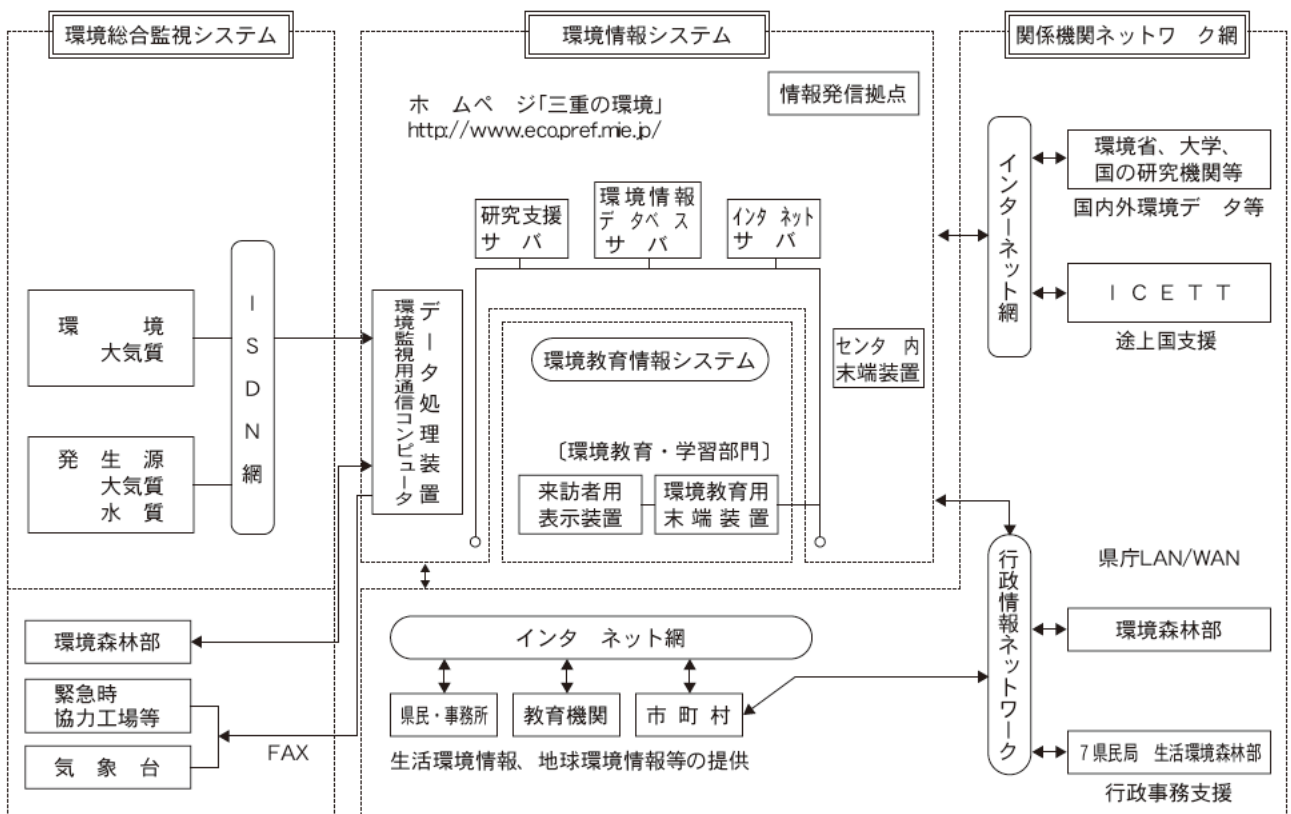 環境総合監視システム
環境情報システム
関係機関ネットワ ク網
情報発信拠点
ホ ムペ ジ「三重の環境」
http://www.eco.pref.mie.jp/
研究支援
サ バ
環境情報
デ タベ ス
サ バ
インタ ネット
サ バ
環 境
大気質
発 生 源
大気質
水 質
ISDN網
データ処理装置
環境監視用通信コンピュータ
環境教育情報システム
〔環境教育・学習部門〕
来訪者用
表示装置
環境教育用
末端装置
センタ 内
末端装置
インターネット網
環境省、大学、
国の研究機関等
国内外環境デ タ等
ICETT
途上国支援
環境森林部
緊急時
協力工場等
気 象 台
FAX
インタ ネット網
県民・事務所
教育機関
市 町 村
生活環境情報、地球環境情報等の提供
行政情報ネットワーク
県庁LAN/WAN
環境森林部
7県民局 生活環境森林部
行政事務支援